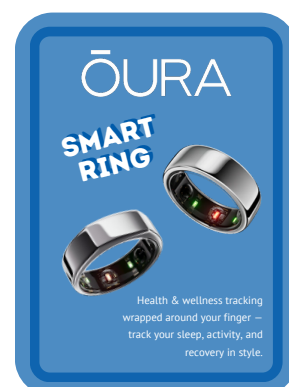 ŌURA
SMART
RING
Health & wellness tracking
wrapped around your finger —
track your sleep, activity, and
recovery in style.